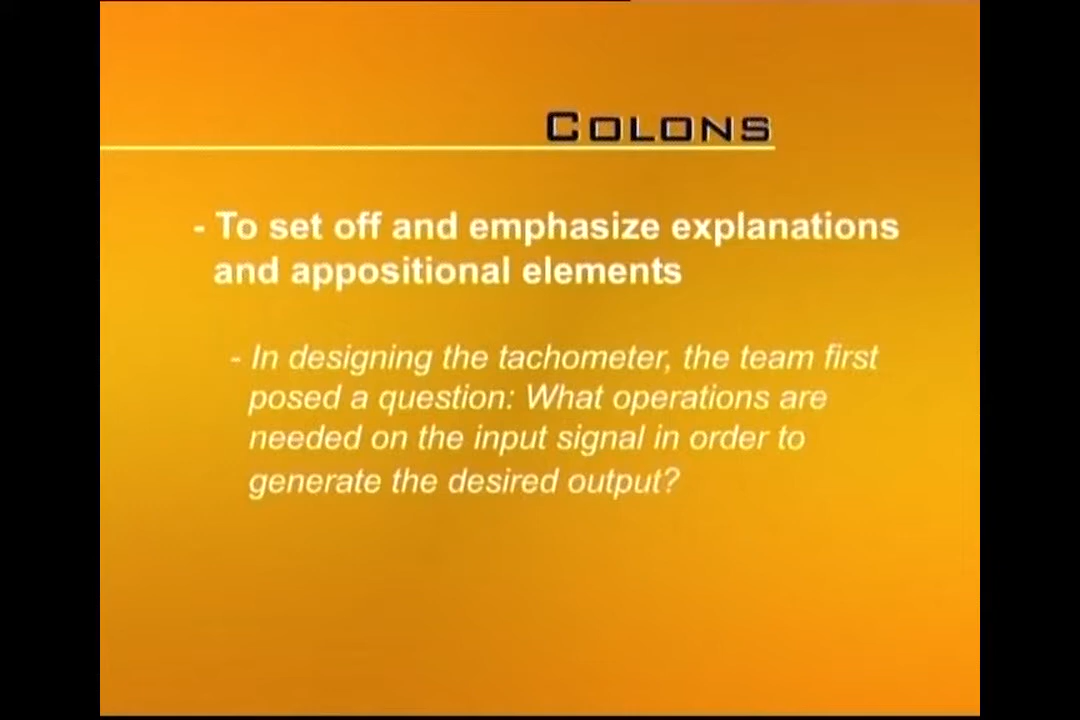 COLONS
- To set off and emphasize explanations
and appositional elements
- In designing the tachometer, the team first
posed a question: What operations are
needed on the input signal in order to
generate the desired output?